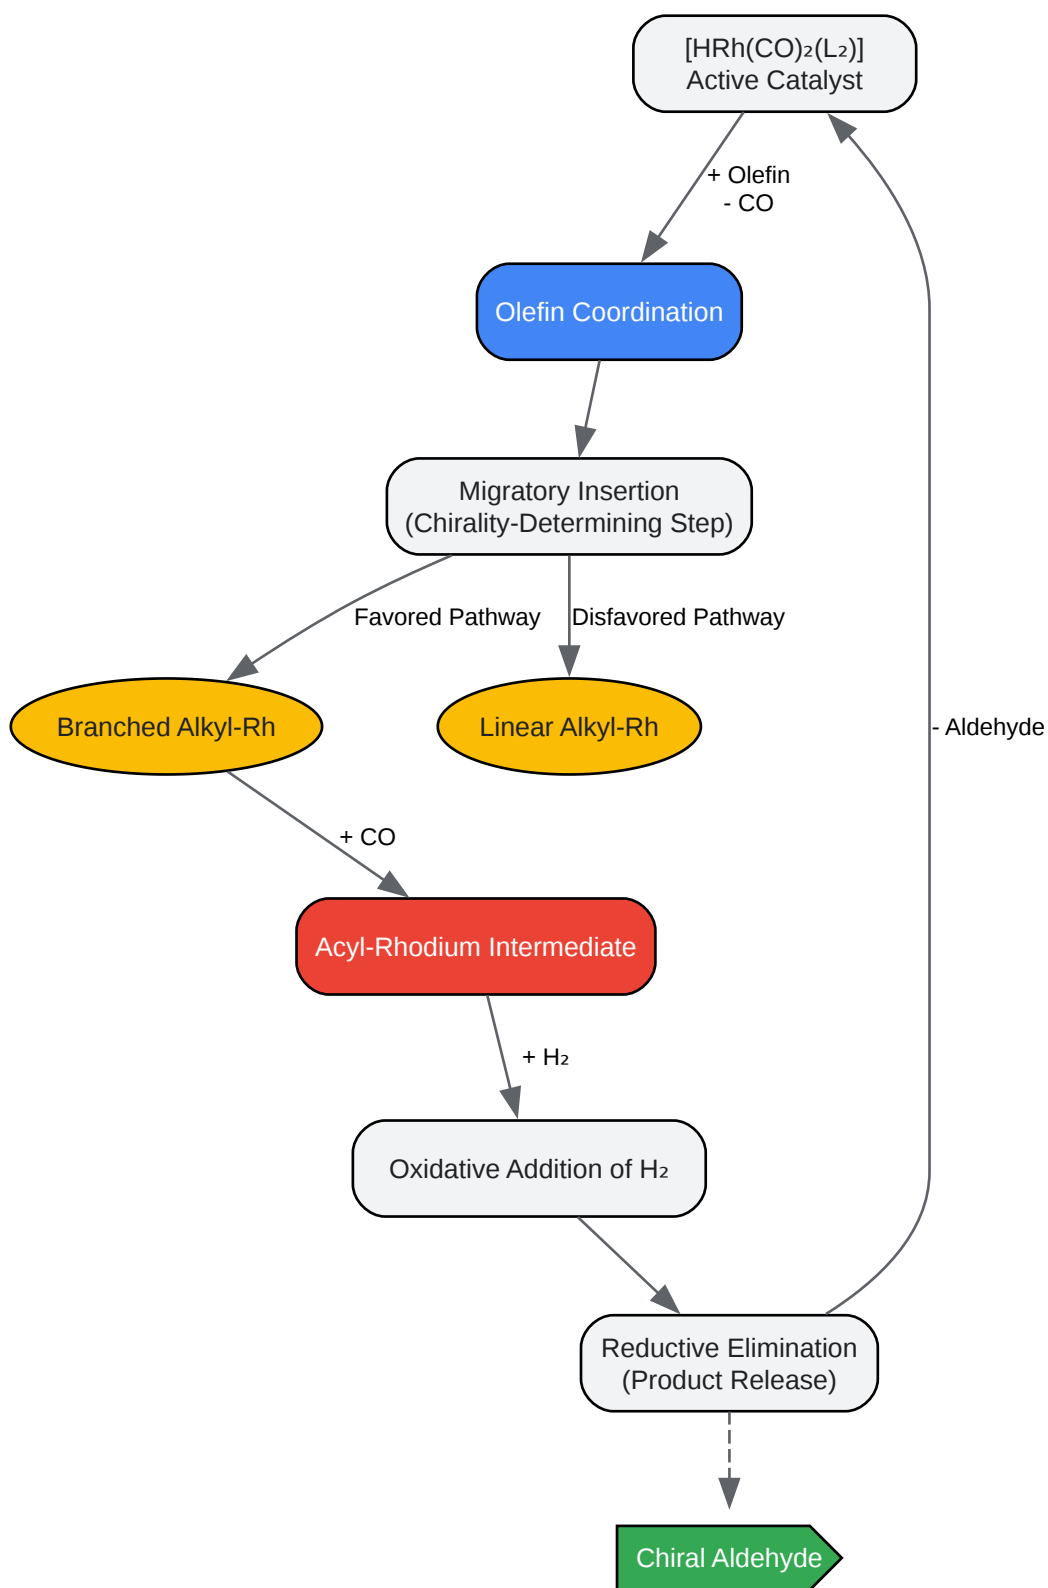 [HRh(CO)₂(L₂)]
Active Catalyst
+ Olefin
- CO
Olefin Coordination
Migratory Insertion
(Chirality-Determining Step)
Favored Pathway
Disfavored Pathway
Branched Alkyl-Rh
Linear Alkyl-Rh
- Aldehyde
+ CO
Acyl-Rhodium Intermediate
+ H₂
Oxidative Addition of H₂
Reductive Elimination
(Product Release)
Chiral Aldehyde